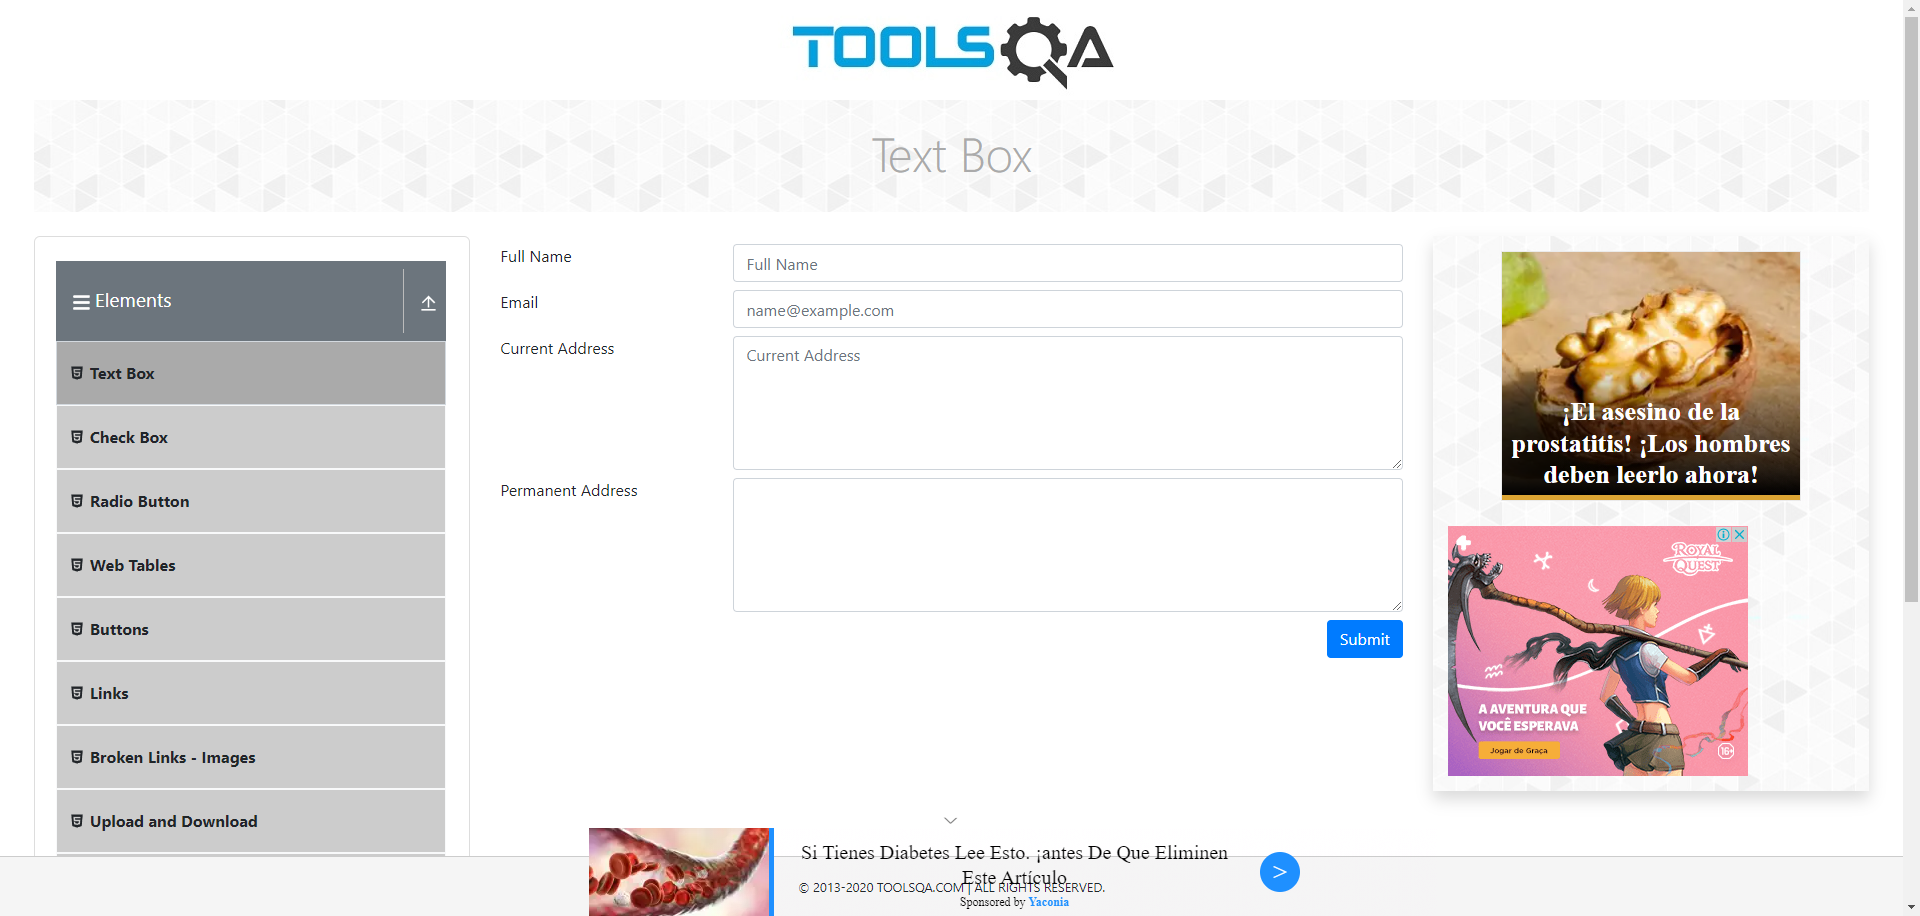 TOOLSQA
Text Box
Elements
Text Box
Check Box
Radio Button
Web Tables
Buttons
Links
Broken Links - Images
Upload and Download
Full Name
Full Name
Email
name@example.com
Current Address
Current Address
Permanent Address
Submit
¡El asesino de la
prostatitis! ¡Los hombres
deben leerlo ahora!
ROYAL
QUEST
A AVENTURA QUE
VOCÊ ESPERAVA
Jogar de Graça
16+
Si Tienes Diabetes Lee Esto. ¡antes De Que Eliminen
Este Artículo
© 2013-2020 TOOLSQA.COM | ALL RIGHTS RESERVED.
Sponsored by Yaconia